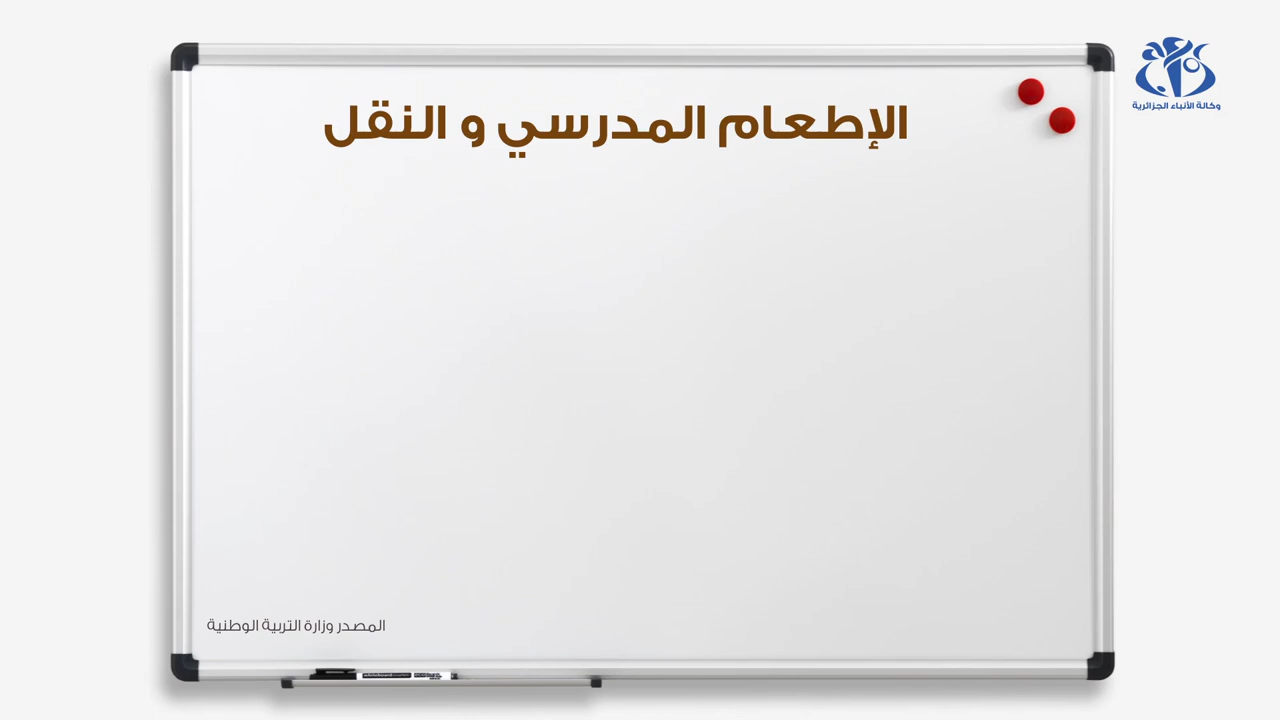 الإطعام المدرسي و النقل
وكالة الأنباء الجزائرية
المصدر وزارة التربية الوطنية